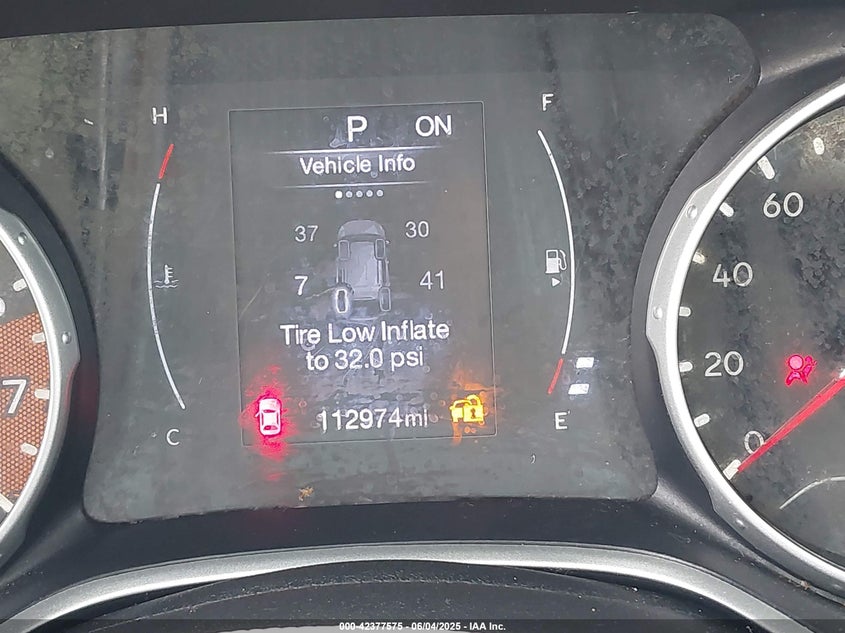 H
F
P ON
Vehicle Info
37 30
7 41
Tire Low Inflate
to 32.0 psi
112974mi
C
E
7
60
40
20
0
000-42377575 - 06/04/2025 - IAA Inc.